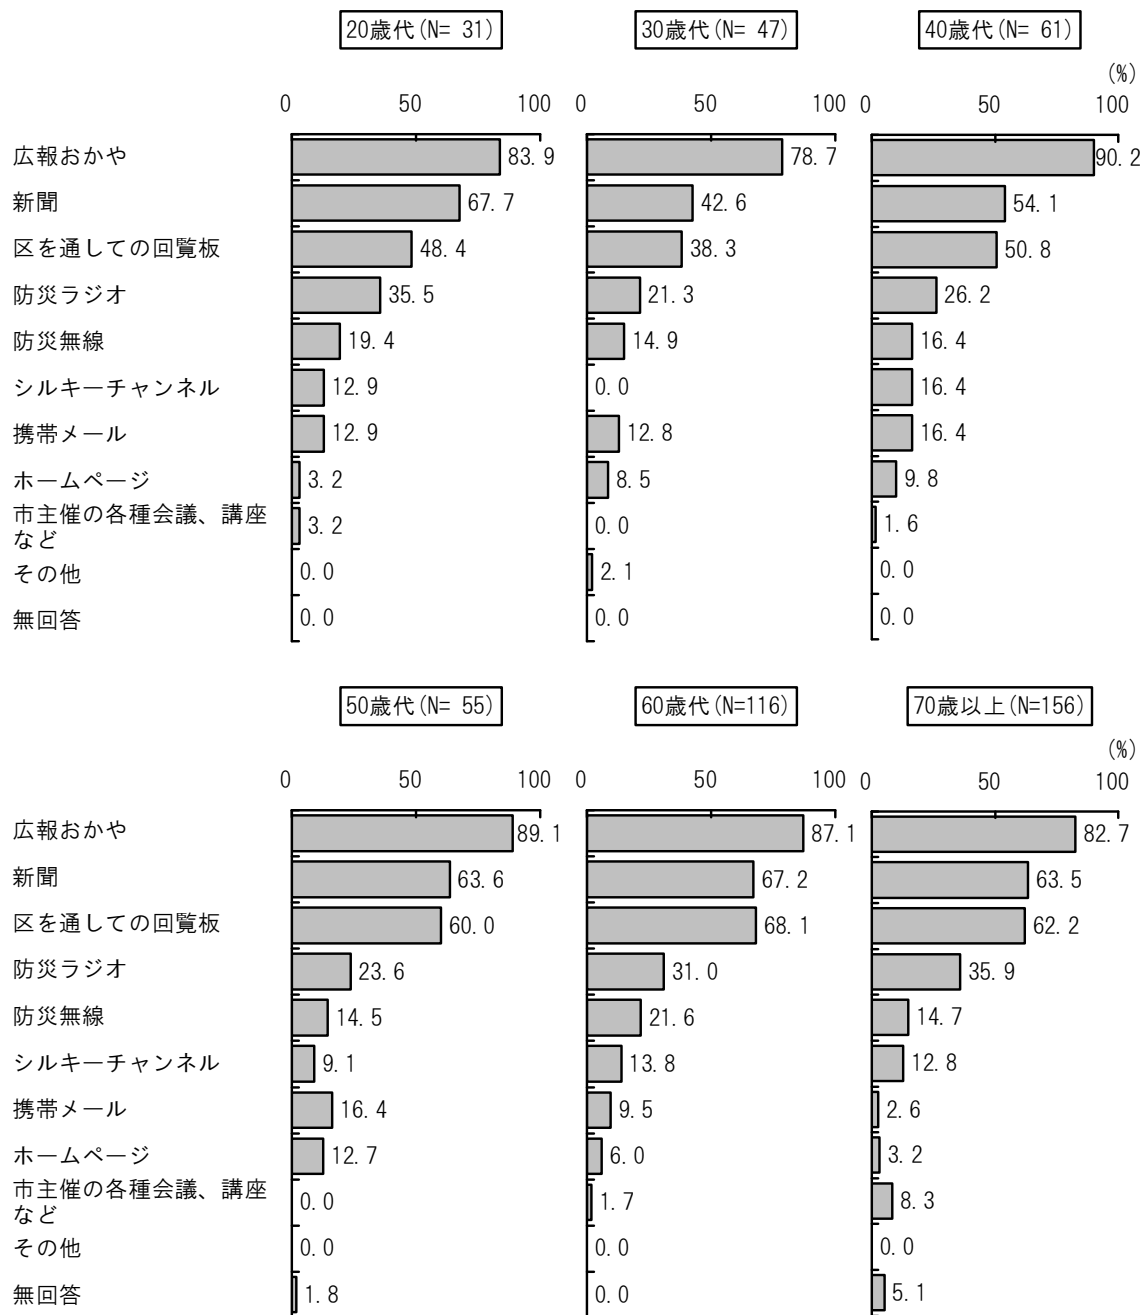 20歳代(N= 31) 30歳代(N= 47) 40歳代(N= 61)
(%)
0 50 100 0 50 100 0 50 100
広報おかや 83.9 78.7 90.2
新聞 67.7 42.6 54.1
区を通しての回覧板 48.4 38.3 50.8
防災ラジオ 35.5 21.3 26.2
防災無線 19.4 14.9 16.4
シルキーチャンネル 12.9 0.0 16.4
携帯メール 12.9 12.8 16.4
ホームページ 3.2 8.5 9.8
市主催の各種会議、講座
など 3.2 0.0 1.6
その他 0.0 2.1 0.0
無回答 0.0 0.0 0.0
50歳代(N= 55) 60歳代(N=116) 70歳以上(N=156)
(%)
0 50 100 0 50 100 0 50 100
広報おかや 89.1 87.1 82.7
新聞 63.6 67.2 63.5
区を通しての回覧板 60.0 68.1 62.2
防災ラジオ 23.6 31.0 35.9
防災無線 14.5 21.6 14.7
シルキーチャンネル 9.1 13.8 12.8
携帯メール 16.4 9.5 2.6
ホームページ 12.7 6.0 3.2
市主催の各種会議、講座
など 0.0 1.7 8.3
その他 0.0 0.0 0.0
無回答 1.8 0.0 5.1